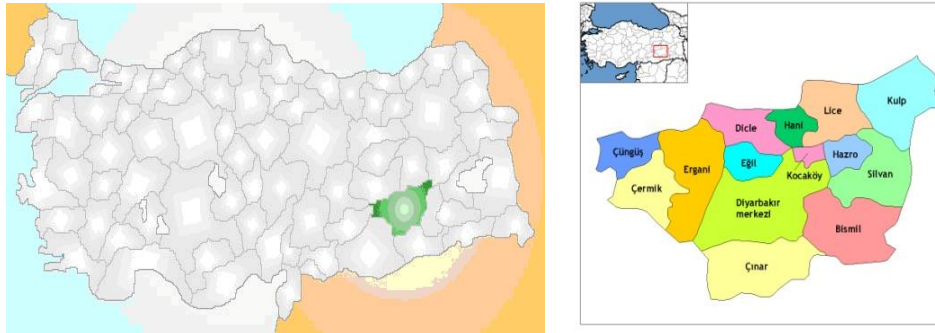 Kulp
Lice
Hani
Dicle
Hazro
Çüngüş
Eğil
Kocaköy
Silvan
Ergani
Çermik
Diyarbakır
merkezi
Bismil
Çınar